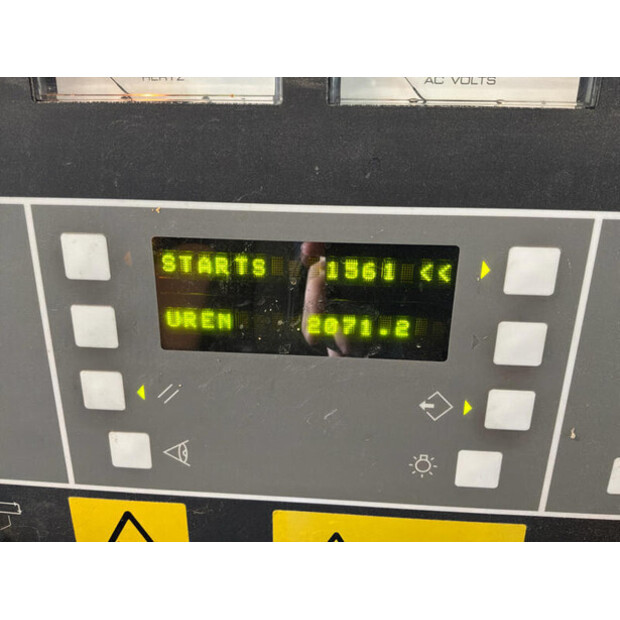 HERTZ
AC VOLTS
STARTS 1561 <<
UREN 2071.2